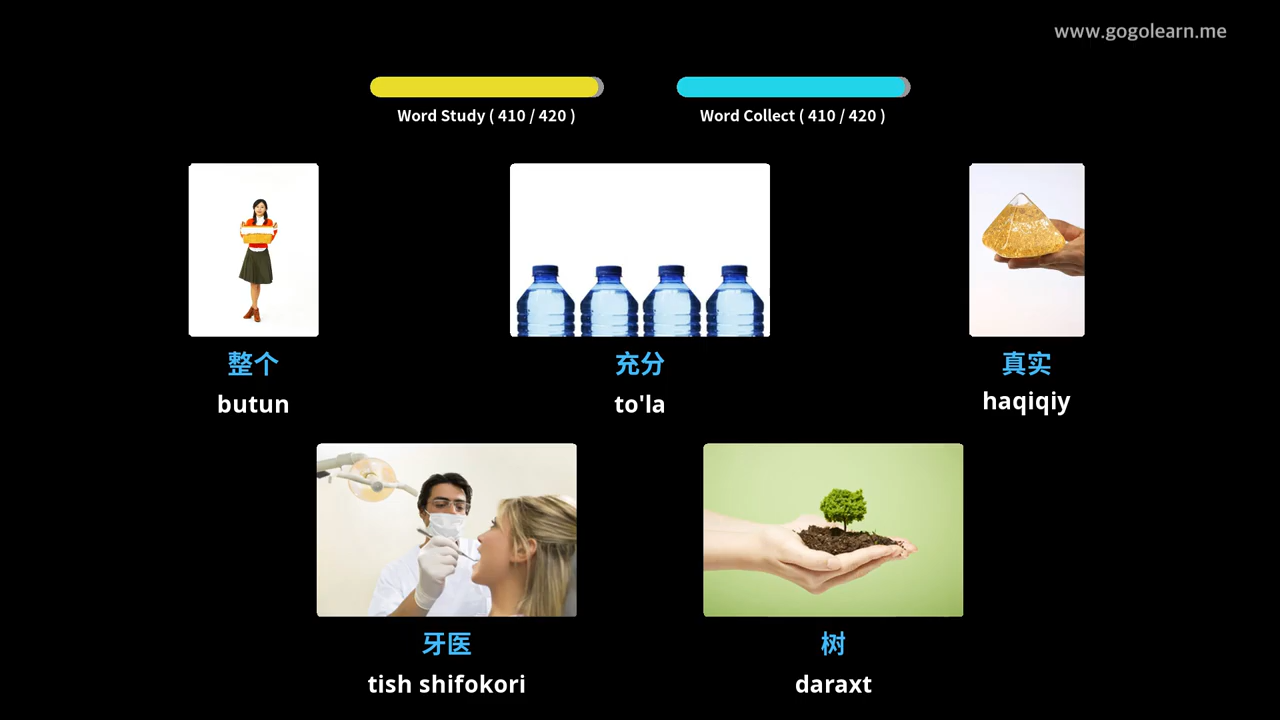 www.gogolearn.me
Word Study ( 410 / 420 )
Word Collect ( 410 / 420 )
整个
butun
充分
to'la
真实
haqiqiy
牙医
tish shifokori
树
daraxt